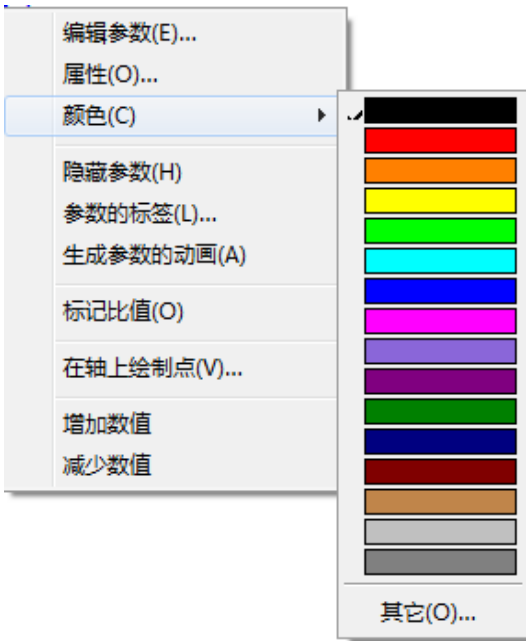 编辑参数(E)...
属性(O)...
颜色(C)
隐藏参数(H)
参数的标签(L)...
生成参数的动画(A)
标记比值(O)
在轴上绘制点(V)...
增加数值
减少数值
其它(O)...